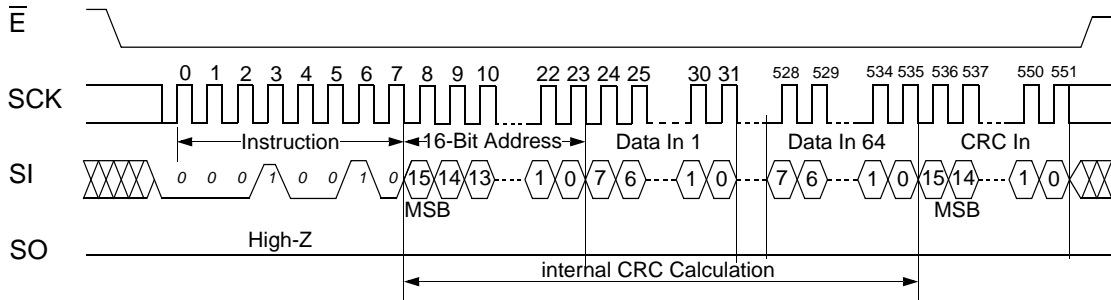 E
0 1 2 3 4 5 6 7 8 9 10 22 23 24 25 30 31 528 529 534 535 536 537 550 551
SCK
Instruction 16-Bit Address Data In 1 Data In 64 CRC In
SI 0 0 0 1 0 0 1 0 15 14 13 1 0 7 6 1 0 7 6 1 0 15 14 1 0
MSB MSB
High-Z
SO
internal CRC Calculation